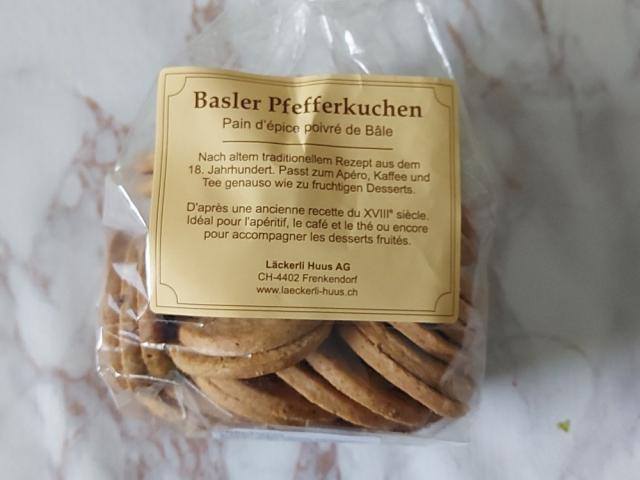 Basler Pfefferkuchen
Pain d'épice poivré de Bâle
Nach altem traditionellem Rezept aus dem
18. Jahrhundert. Passt zum Apéro, Kaffee und
Tee genauso wie zu fruchtigen Desserts.
D'après une ancienne recette du XVIIIᵉ siècle.
Idéal pour l'apéritif, le café et le thé ou encore
pour accompagner les desserts fruités.
Läckerli Huus AG
CH-4402 Frenkendorf
www.laeckerli-huus.ch